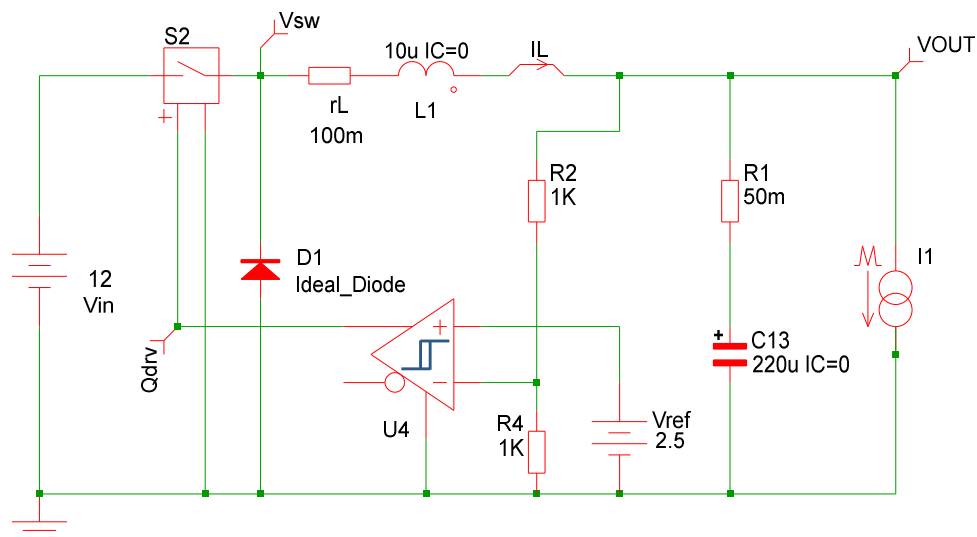 Vsw
S2
10u IC=0
IL
VOUT
rL
L1
100m
R2
1K
R1
50m
D1
Ideal_Diode
I1
12
Vin
+
+
C13
220u IC=0
Qdrv
U4
R4
1K
Vref
2.5